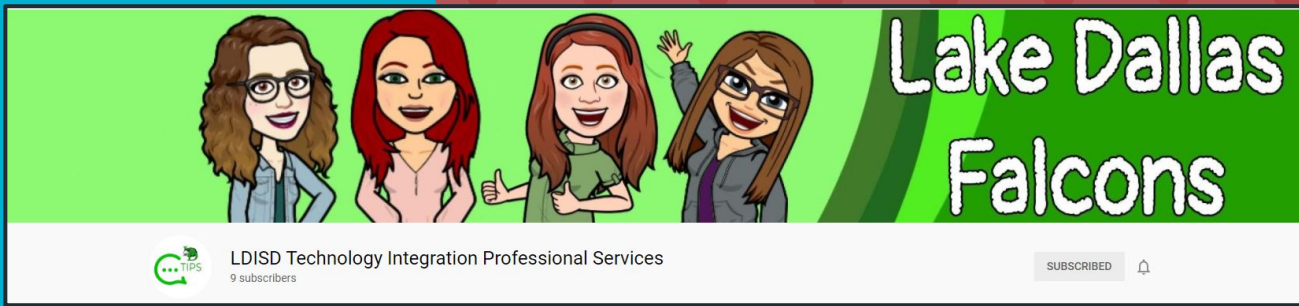 Lake Dallas
Falcons
TIPS
LDISD Technology Integration Professional Services
9 subscribers
SUBSCRIBED